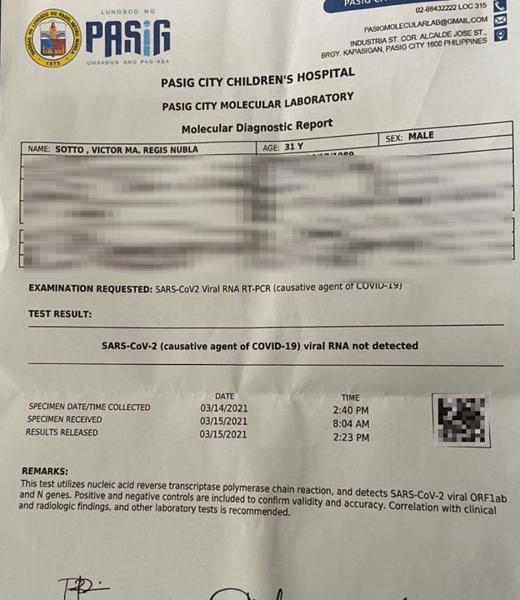 LUNGSOD NG
PASiG
UMAAGOS ANG PAG-ASA
02-86432222 LOC 315
PASIGMOLECULARLAB@GMAIL.COM
INDUSTRIA ST. COR. ALCALDE JOSE ST.,
BRGY. KAPASIGAN, PASIG CITY 1600 PHILIPPINES
PASIG CITY CHILDREN'S HOSPITAL
PASIG CITY MOLECULAR LABORATORY
Molecular Diagnostic Report
NAME: SOTTO , VICTOR MA. REGIS NUBLA AGE: 31 Y SEX: MALE
EXAMINATION REQUESTED: SARS-CoV2 Viral RNA RT-PCR (causative agent of COVID-19)
TEST RESULT:
SARS-CoV-2 (causative agent of COVID-19) viral RNA not detected
DATE TIME
SPECIMEN DATE/TIME COLLECTED 03/14/2021 2:40 PM
SPECIMEN RECEIVED 03/15/2021 8:04 AM
RESULTS RELEASED 03/15/2021 2:23 PM
REMARKS:
This test utilizes nucleic acid reverse transcriptase polymerase chain reaction, and detects SARS-CoV-2 viral ORF1ab
and N genes. Positive and negative controls are included to confirm validity and accuracy. Correlation with clinical
and radiologic findings, and other laboratory tests is recommended.